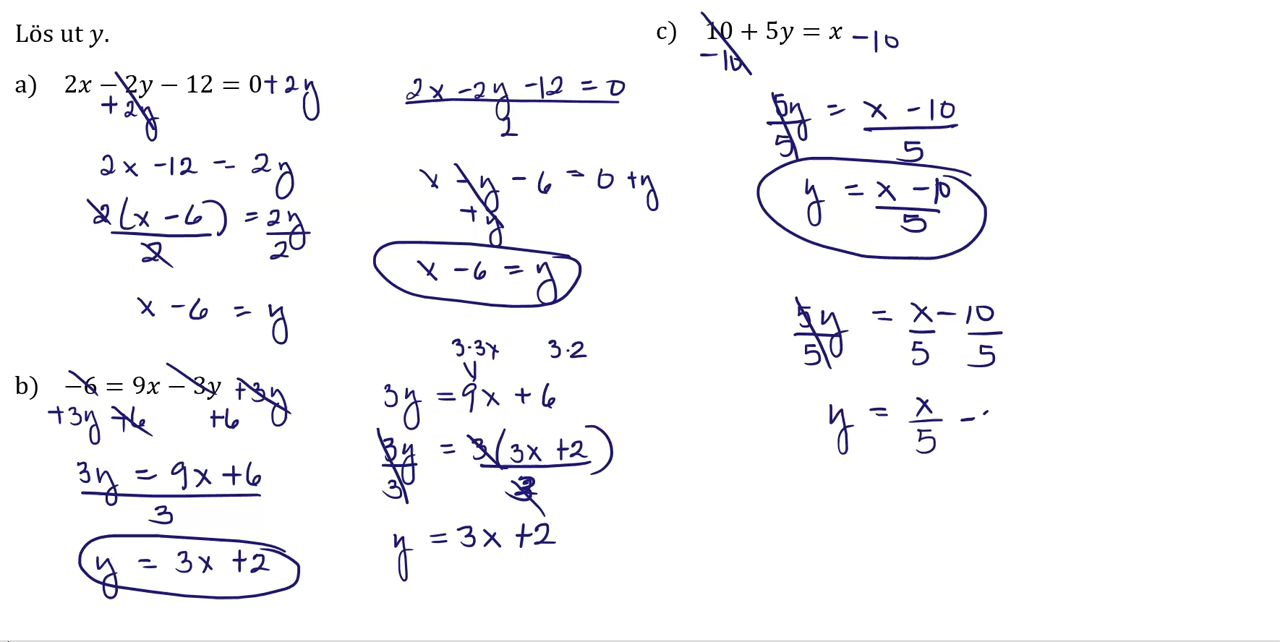 Lös ut y.
a) 2x − 2y − 12 = 0 + 2y
+ 2y
2x − 12 = 2y
2(x − 6) = 2y
2 2
x − 6 = y
2x − 2y − 12 = 0
2
x − y − 6 = 0 + y
+ y
x − 6 = y
b) −6 = 9x − 3y + 3y
+3y +6 +6
3y = 9x + 6
3
y = 3x + 2
3·3x 3·2
3y = 9x + 6
3y = 3(3x + 2)
3 3
y = 3x + 2
c) 10 + 5y = x − 10
−10
5y = x − 10
5 5
y = x − 10
5
5y = x − 10
5 5 5
y = x −
5